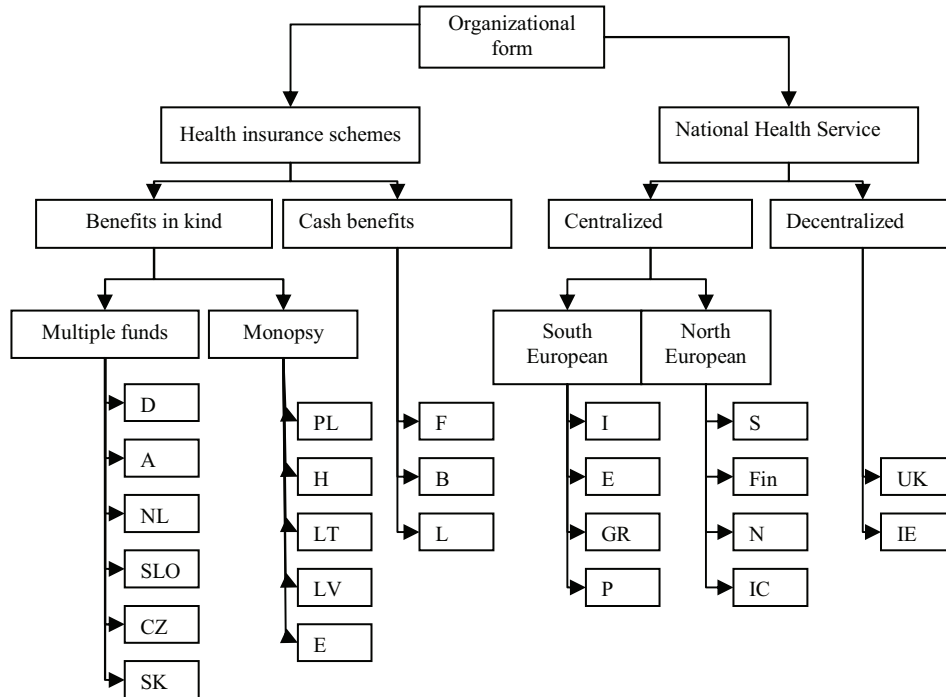 Organizational
form
Health insurance schemes
National Health Service
Benefits in kind
Cash benefits
Centralized
Decentralized
Multiple funds
Monopsy
South
European
North
European
D
A
NL
SLO
CZ
SK
PL
H
LT
LV
E
F
B
L
I
E
GR
P
S
Fin
N
IC
UK
IE